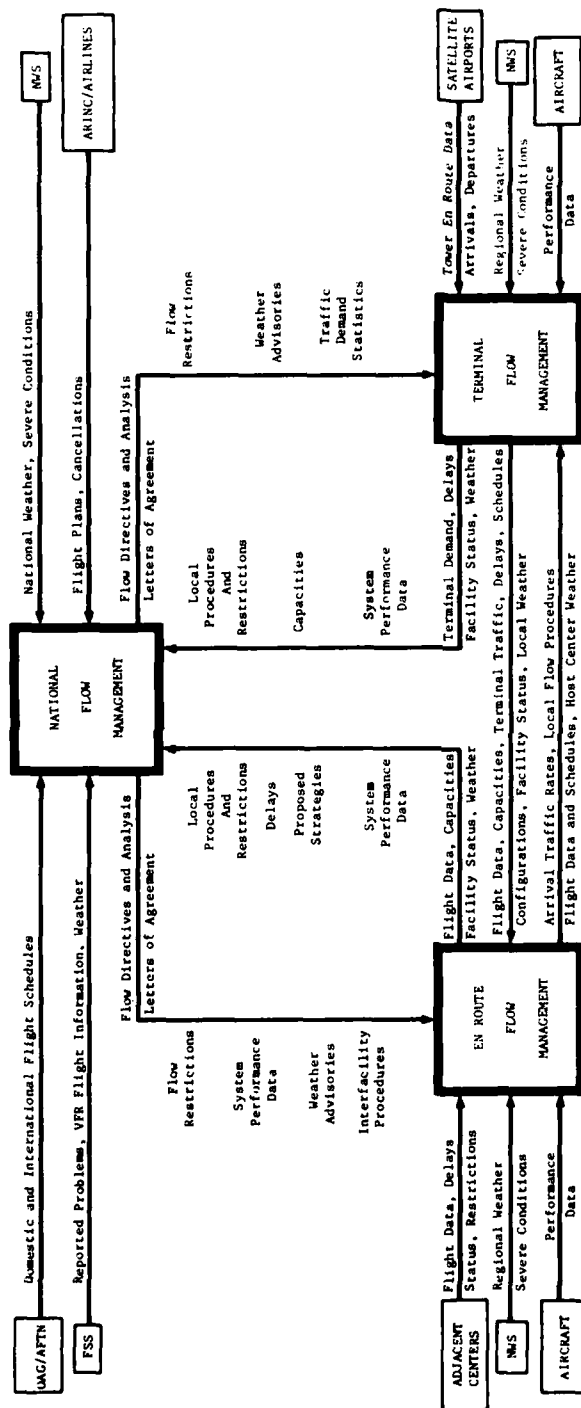 OAG/AFTN
Domestic and International Flight Schedules
FSS
Reported Problems, VFR Flight Information, Weather
NATIONAL
FLOW
MANAGEMENT
National Weather, Severe Conditions
NWS
Flight Plans, Cancellations
ARINC/AIRLINES
Flow Directives and Analysis
Letters of Agreement
Flow
Restrictions
System
Performance
Data
Weather
Advisories
Interfacility
Procedures
Local
Procedures
And
Restrictions
Delays
Proposed
Strategies
System
Performance
Data
Flight Data, Capacities
Facility Status, Weather
Flow Directives and Analysis
Letters of Agreement
Local
Procedures
And
Restrictions
Capacities
System
Performance
Data
Terminal Demand, Delays
Facility Status, Weather
Flow
Restrictions
Weather
Advisories
Traffic
Demand
Statistics
ADJACENT
CENTERS
Flight Data, Delays
Status, Restrictions
NWS
Regional Weather
Severe Conditions
AIRCRAFT
Performance
Data
EN ROUTE
FLOW
MANAGEMENT
Flight Data, Capacities, Terminal Traffic, Delays, Schedules
Configurations, Facility Status, Local Weather
Arrival Traffic Rates, Local Flow Procedures
Flight Data and Schedules, Host Center Weather
TERMINAL
FLOW
MANAGEMENT
Tower En Route Data
Arrivals, Departures
SATELLITE
AIRPORTS
Regional Weather
Severe Conditions
NWS
Performance
Data
AIRCRAFT